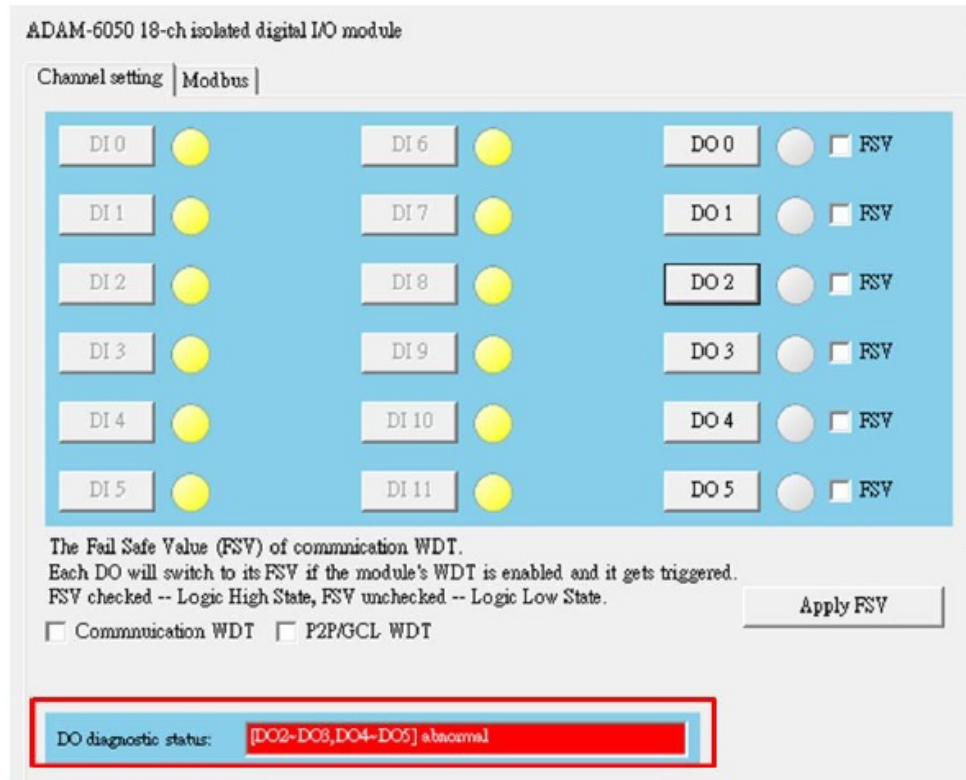 ADAM-6050 18-ch isolated digital I/O module
Channel setting Modbus
DI 0 DI 6 DO 0 FSV
DI 1 DI 7 DO 1 FSV
DI 2 DI 8 DO 2 FSV
DI 3 DI 9 DO 3 FSV
DI 4 DI 10 DO 4 FSV
DI 5 DI 11 DO 5 FSV
The Fail Safe Value (FSV) of commnication WDT.
Each DO will switch to its FSV if the module's WDT is enabled and it gets triggered.
FSV checked -- Logic High State, FSV unchecked -- Logic Low State.
Apply FSV
Commnuication WDT P2P/GCL WDT
DO diagnostic status: [DO2~DO3,DO4~DO5] abnormal